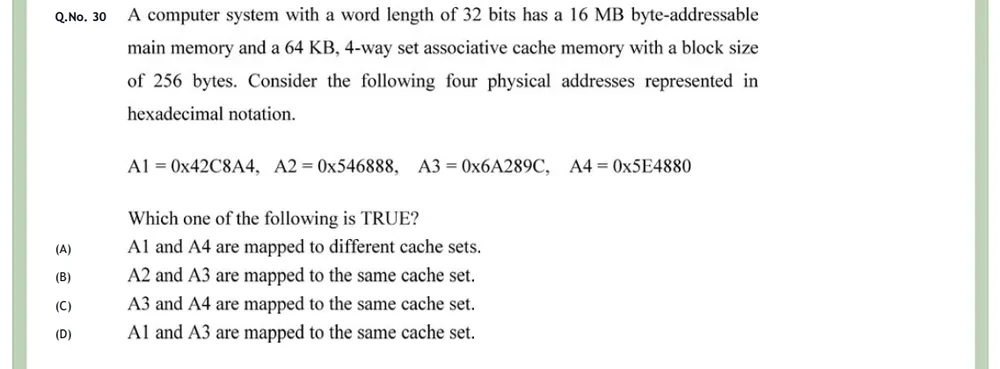 Q.No. 30 A computer system with a word length of 32 bits has a 16 MB byte-addressable
main memory and a 64 KB, 4-way set associative cache memory with a block size
of 256 bytes. Consider the following four physical addresses represented in
hexadecimal notation.
A1 = 0x42C8A4, A2 = 0x546888, A3 = 0x6A289C, A4 = 0x5E4880
Which one of the following is TRUE?
(A) A1 and A4 are mapped to different cache sets.
(B) A2 and A3 are mapped to the same cache set.
(C) A3 and A4 are mapped to the same cache set.
(D) A1 and A3 are mapped to the same cache set.